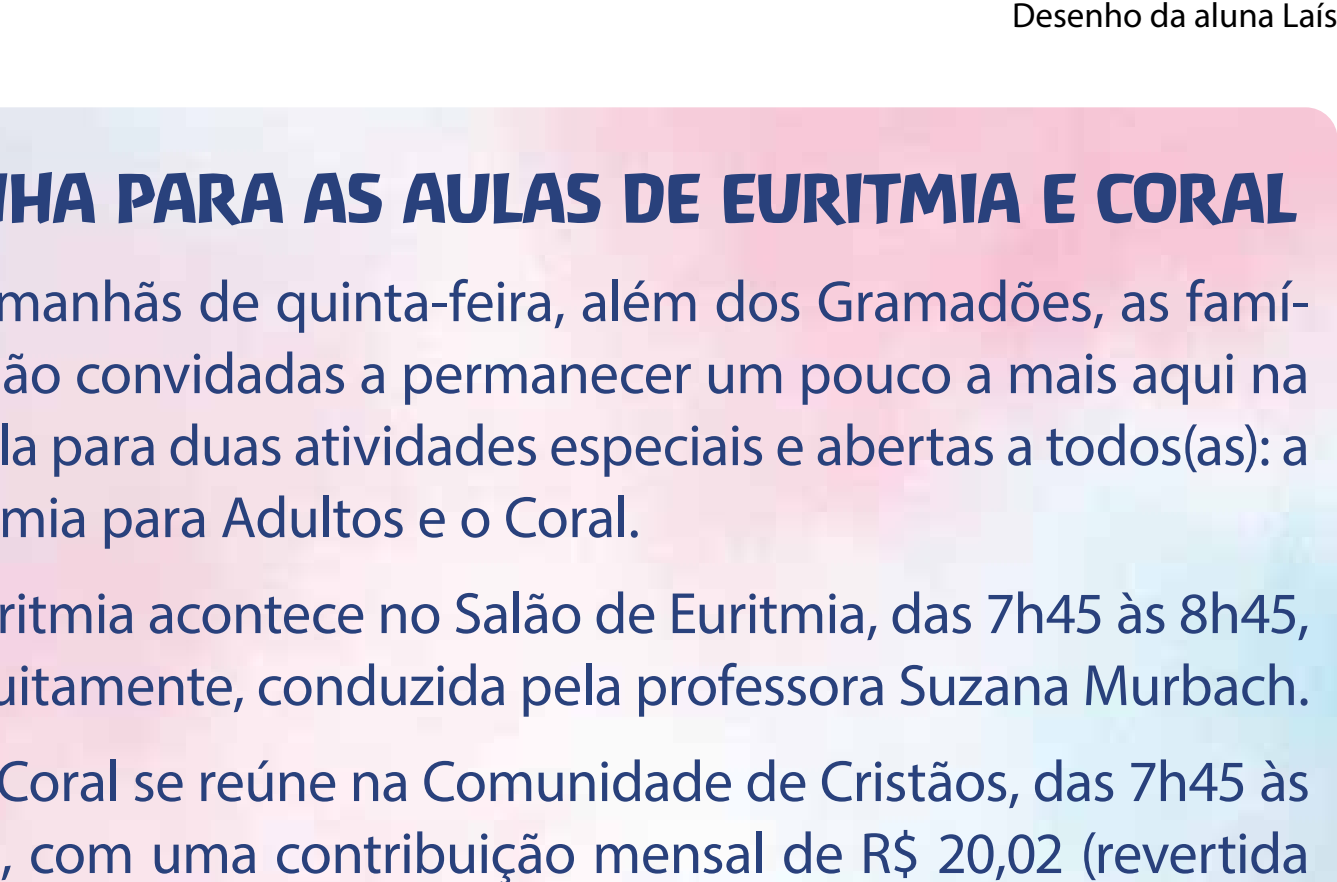 Desenho da aluna Laís
NHA PARA AS AULAS DE EURITMIA E CORAL
manhãs de quinta-feira, além dos Gramadões, as famí-
ão convidadas a permanecer um pouco a mais aqui na
la para duas atividades especiais e abertas a todos(as): a
mia para Adultos e o Coral.
ritmia acontece no Salão de Euritmia, das 7h45 às 8h45,
uitamente, conduzida pela professora Suzana Murbach.
Coral se reúne na Comunidade de Cristãos, das 7h45 às
, com uma contribuição mensal de R$ 20,02 (revertida